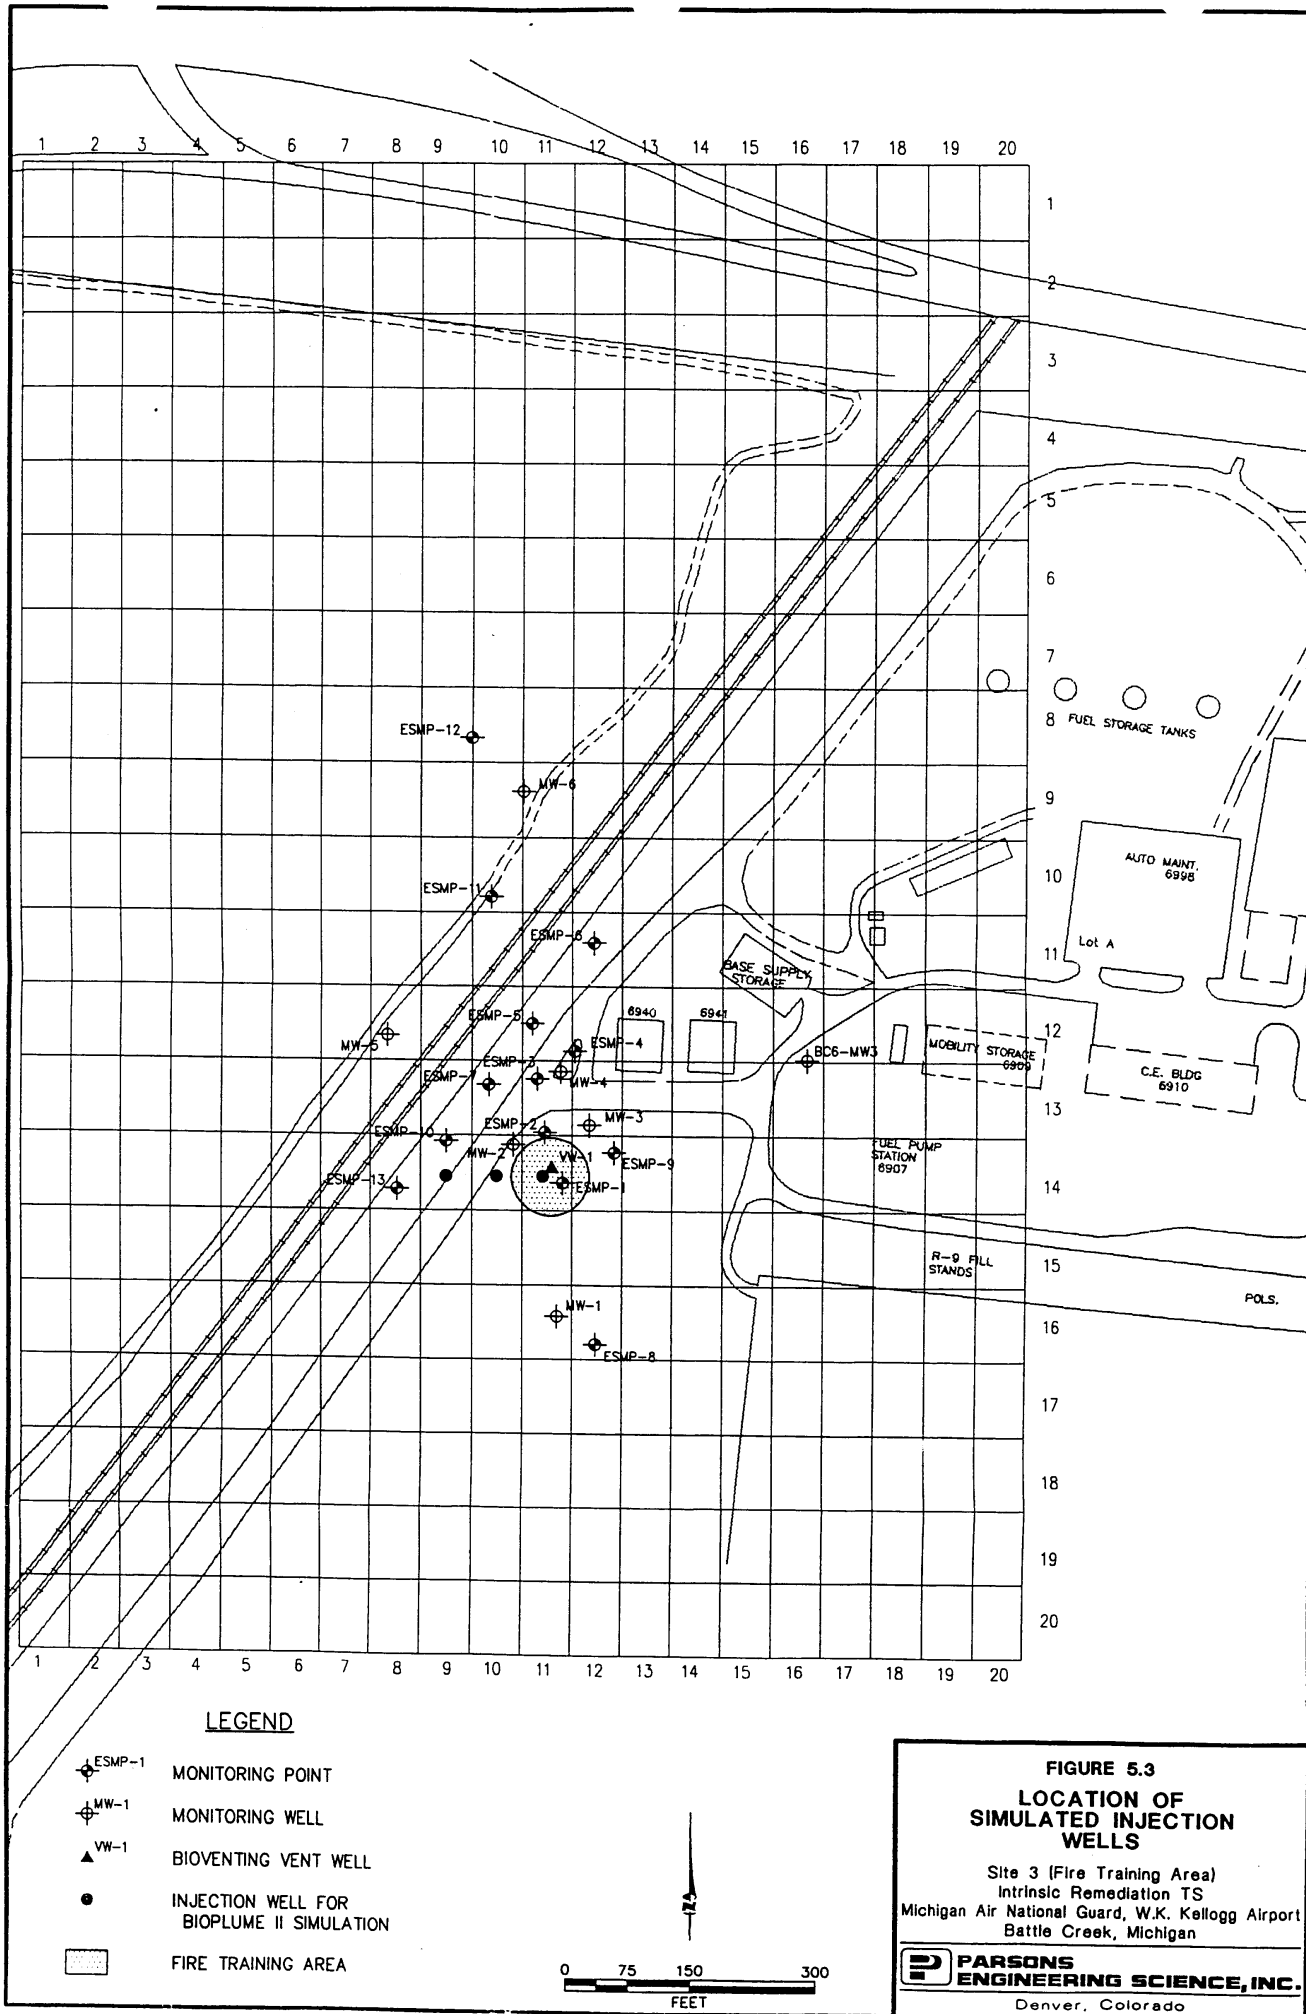 1 2 3 4 5 6 7 8 9 10 11 12 13 14 15 16 17 18 19 20
1
2
3
4
5
6
7
8
FUEL STORAGE TANKS
ESMP-12
MW-6
9
AUTO MAINT.
6998
10
ESMP-11
ESMP-6
Lot A
11
BASE SUPPLY
STORAGE
ESMP-5
6940
6941
12
MW-5
ESMP-4
BC6-MW3
MOBILITY STORAGE
6909
ESMP-3
ESMP-7
MW-4
C.E. BLDG
6910
13
MW-3
ESMP-2
ESMP-10
MW-2
VW-1
ESMP-9
FUEL PUMP
STATION
6907
ESMP-13
ESMP-1
14
R-9 FILL
STANDS
15
POLS.
MW-1
16
ESMP-8
17
18
19
20
1 2 3 4 5 6 7 8 9 10 11 12 13 14 15 16 17 18 19 20
LEGEND
ESMP-1
MONITORING POINT
MW-1
MONITORING WELL
VW-1
BIOVENTING VENT WELL
INJECTION WELL FOR
BIOPLUME II SIMULATION
FIRE TRAINING AREA
N
0 75 150 300
FEET
FIGURE 5.3
LOCATION OF
SIMULATED INJECTION
WELLS
Site 3 (Fire Training Area)
Intrinsic Remediation TS
Michigan Air National Guard, W.K. Kellogg Airport
Battle Creek, Michigan
PARSONS
ENGINEERING SCIENCE, INC.
Denver, Colorado